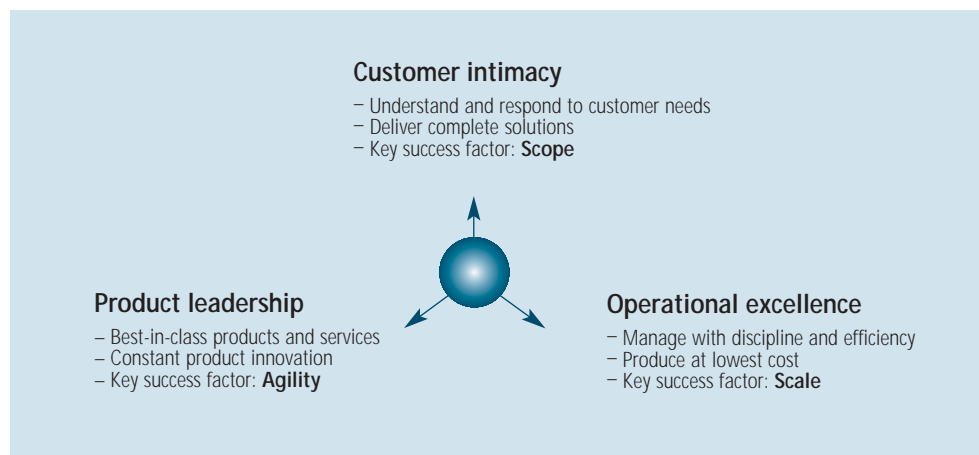 Customer intimacy
– Understand and respond to customer needs
– Deliver complete solutions
– Key success factor: Scope
Product leadership
– Best-in-class products and services
– Constant product innovation
– Key success factor: Agility
Operational excellence
– Manage with discipline and efficiency
– Produce at lowest cost
– Key success factor: Scale